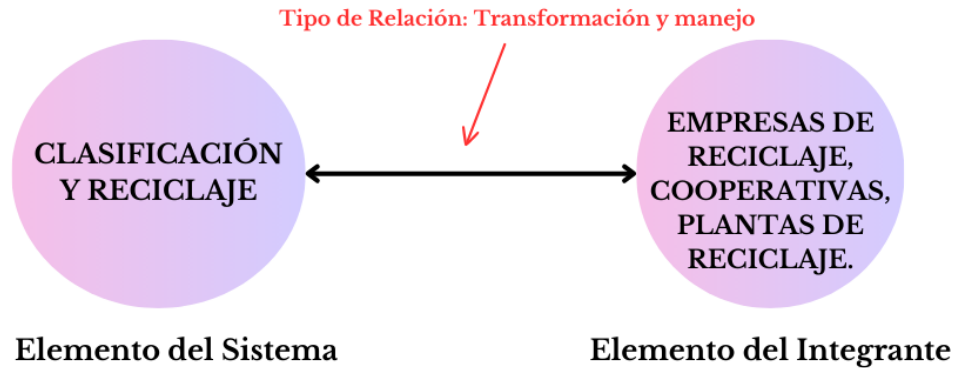 Tipo de Relación: Transformación y manejo
CLASIFICACIÓN
Y RECICLAJE
EMPRESAS DE
RECICLAJE,
COOPERATIVAS,
PLANTAS DE
RECICLAJE.
Elemento del Sistema
Elemento del Integrante